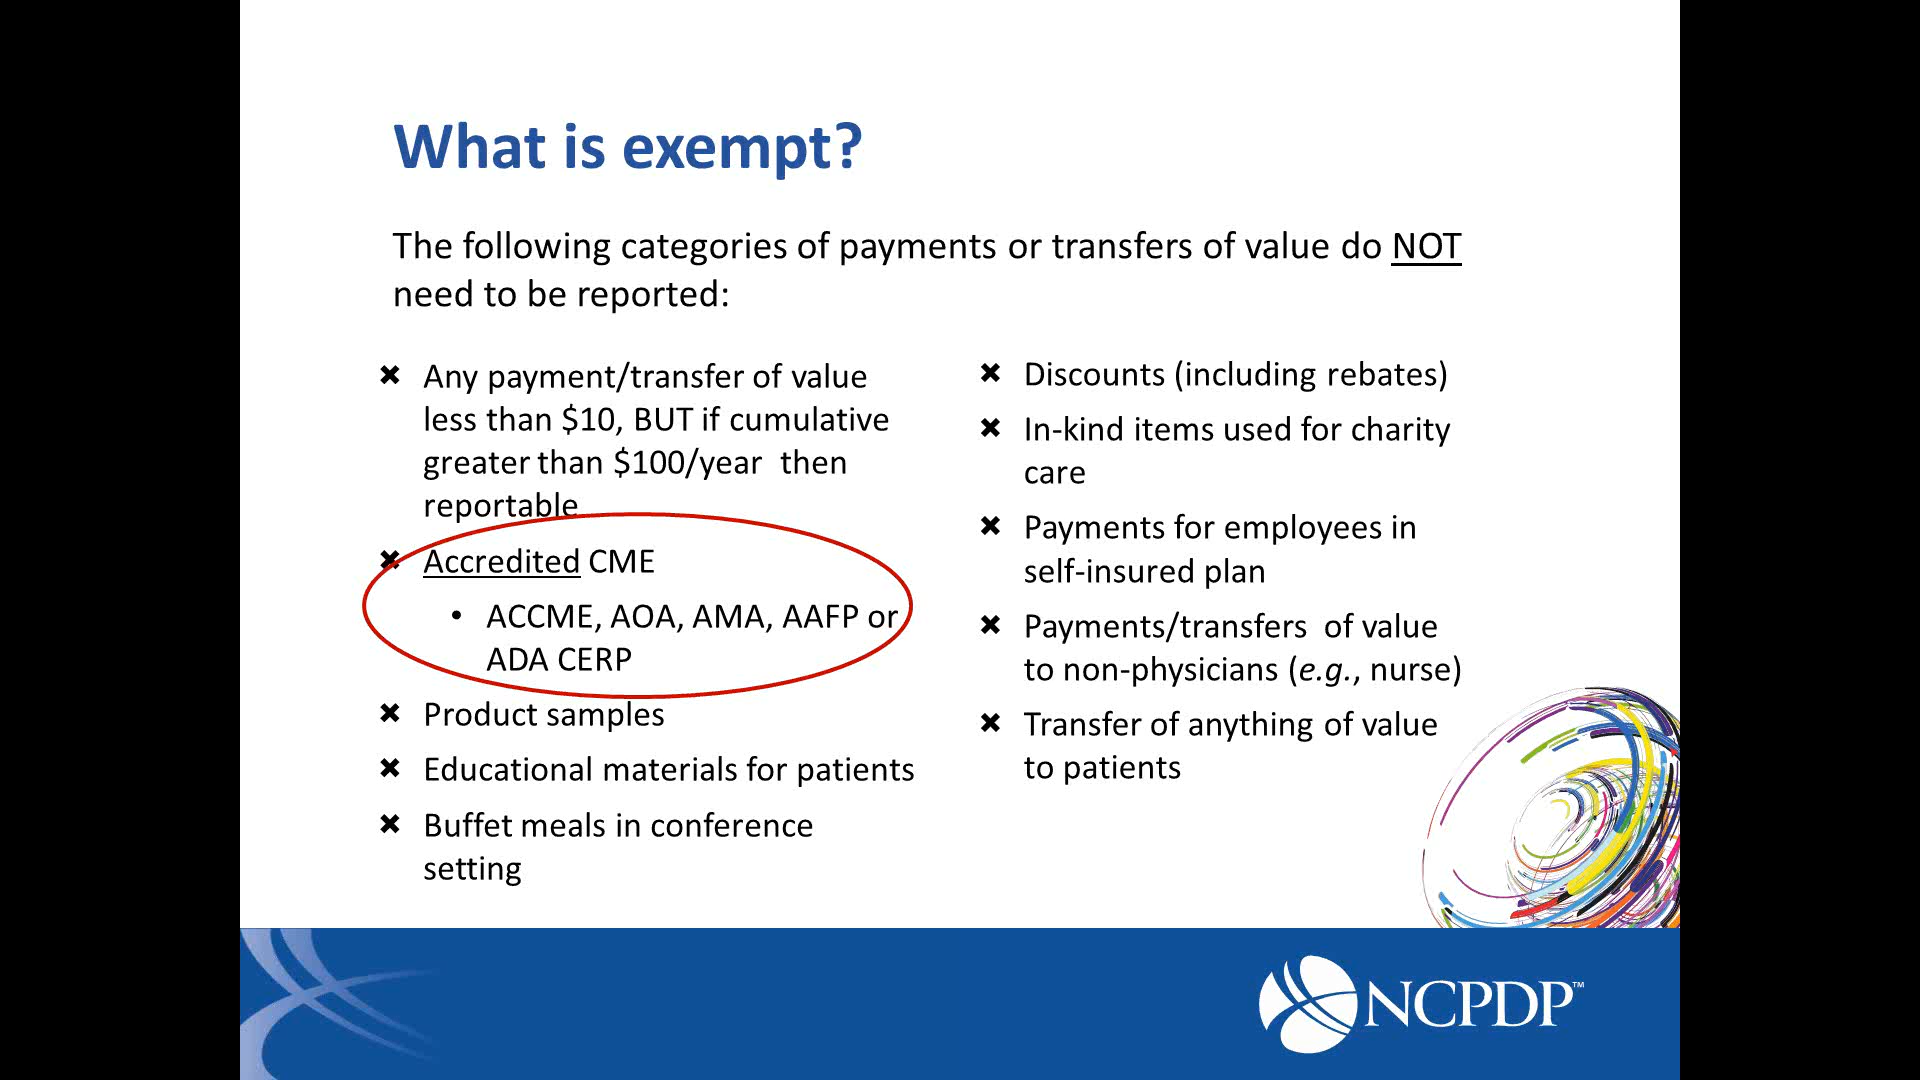 What is exempt?
The following categories of payments or transfers of value do NOT
need to be reported:
✖ Any payment/transfer of value
less than $10, BUT if cumulative
greater than $100/year then
reportable
✖ Accredited CME
• ACCME, AOA, AMA, AAFP or
ADA CERP
✖ Product samples
✖ Educational materials for patients
✖ Buffet meals in conference
setting
✖ Discounts (including rebates)
✖ In-kind items used for charity
care
✖ Payments for employees in
self-insured plan
✖ Payments/transfers of value
to non-physicians (e.g., nurse)
✖ Transfer of anything of value
to patients
NCPDP™